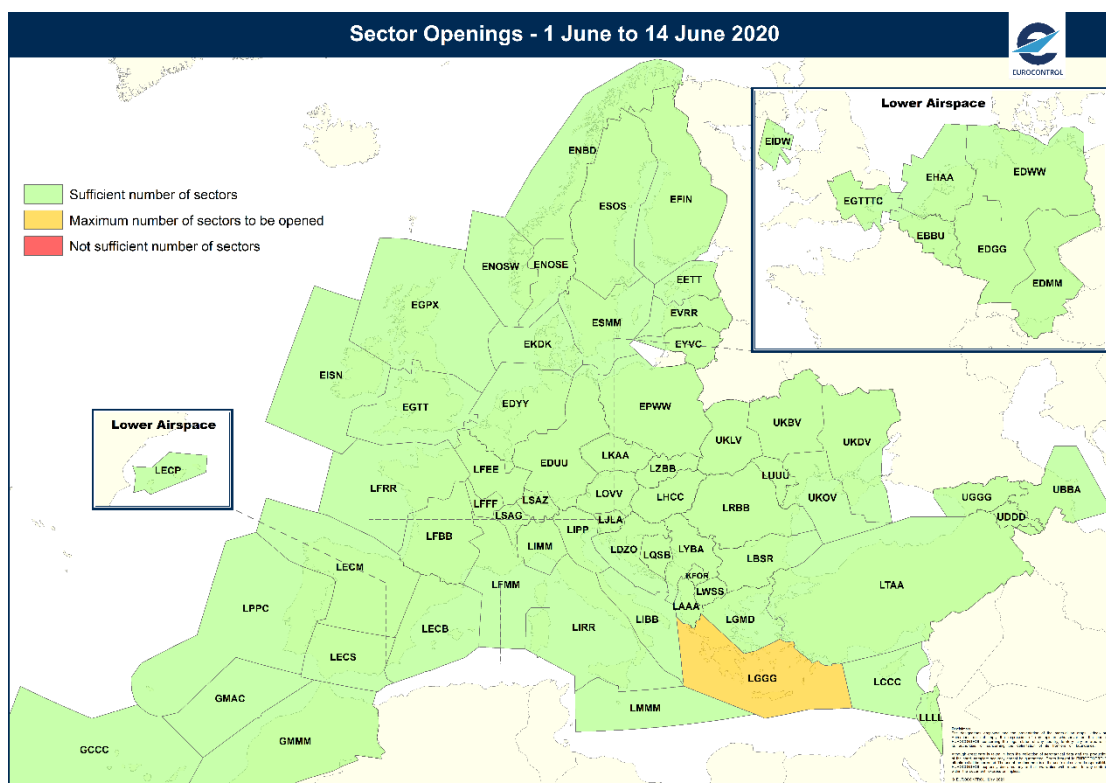 Sector Openings - 1 June to 14 June 2020
EUROCONTROL
Lower Airspace
EIDW
EHAA
EDWW
EGTTTC
EBBU
EDGG
EDMM
Sufficient number of sectors
Maximum number of sectors to be opened
Not sufficient number of sectors
ENBD
ESOS
EFIN
ENOSW
ENOSE
EETT
EGPX
EVRR
ESMM
EKDK
EYVC
EISN
EGTT
EDYY
EPWW
UKBV
UKLV
UKDV
Lower Airspace
LECP
LKAA
LFEE
EDUU
LZBB
LUUU
LFRR
UBBA
LOVV
LHCC
UKOV
UGGG
LFFF
LSAZ
LRBB
LSAG
LJLA
UDDD
LFBB
LIPP
LIMM
LDZO
LQSB
LYBA
LBSR
LECM
KFOR
LFMM
LTAA
LWSS
LPPC
LAAA
LECB
LIRR
LIBB
LGMD
LECS
LGGG
LCCC
GMAC
LMMM
LLLL
GMMM
GCCC